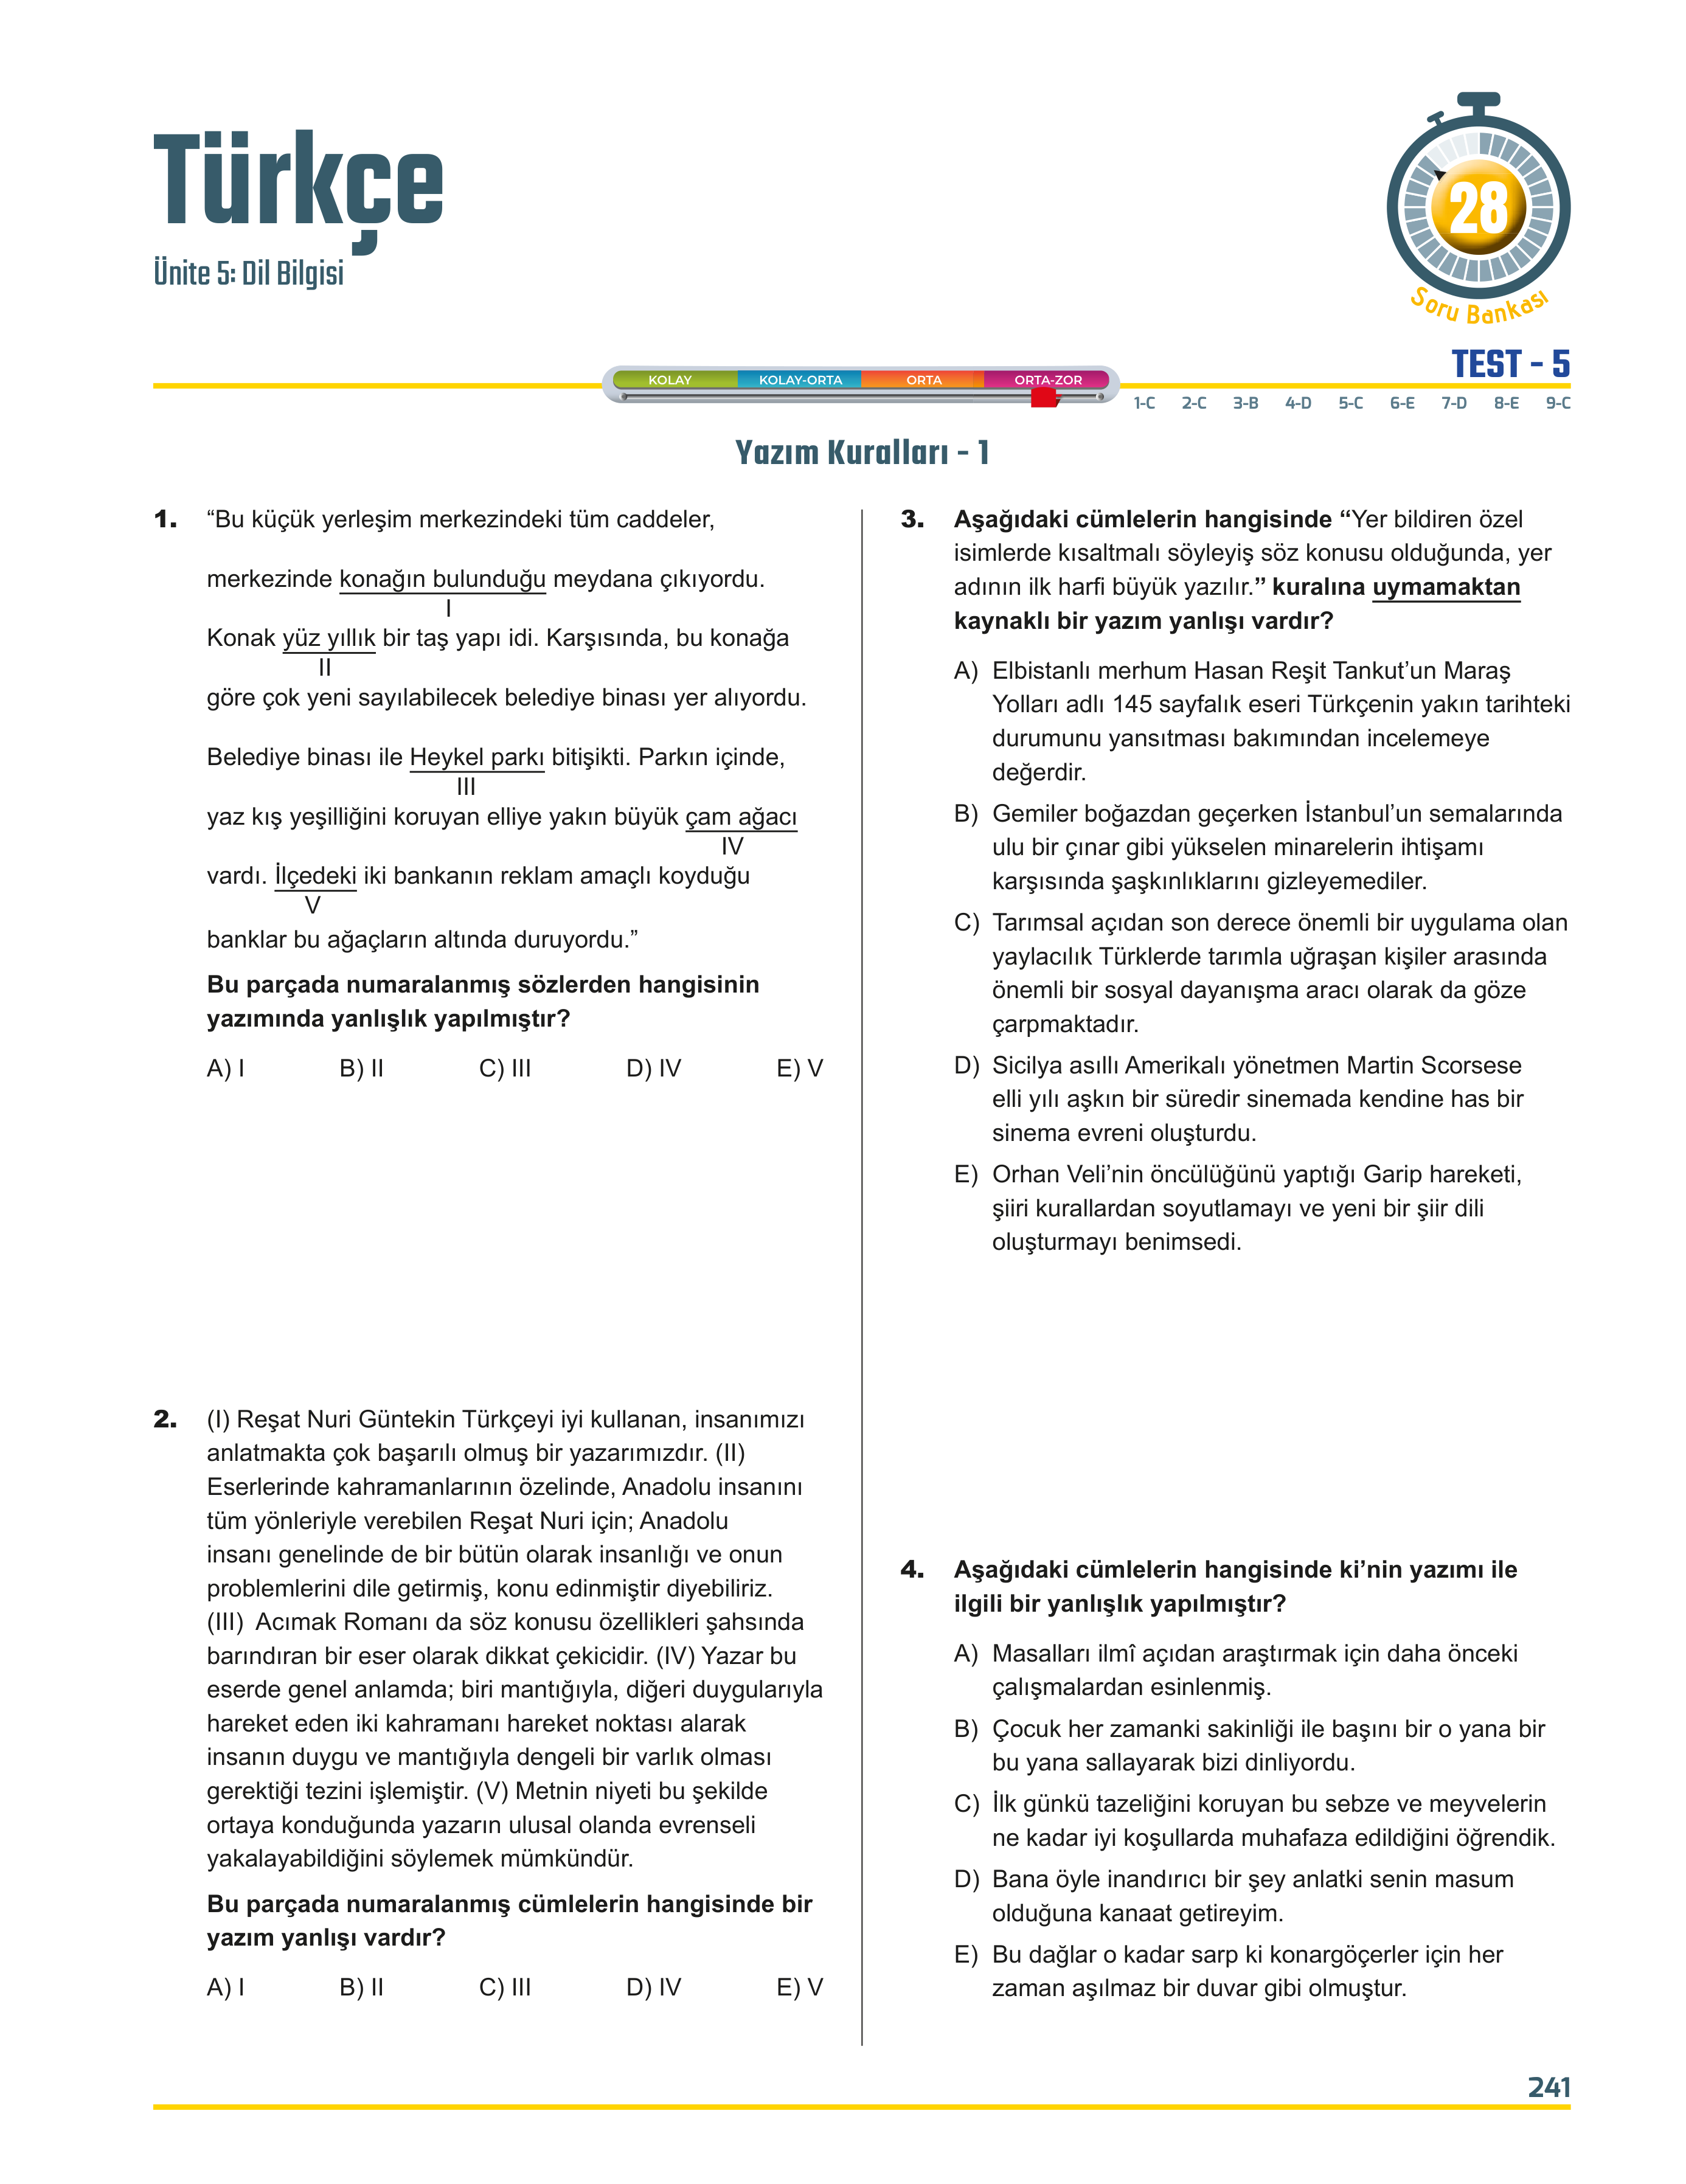 Türkçe
Ünite 5: Dil Bilgisi
28
Soru Bankası
TEST - 5
KOLAY KOLAY-ORTA ORTA ORTA-ZOR
1-C 2-C 3-B 4-D 5-C 6-E 7-D 8-E 9-C
Yazım Kuralları - 1
1. “Bu küçük yerleşim merkezindeki tüm caddeler,
merkezinde konağın bulunduğu meydana çıkıyordu.
I
Konak yüz yıllık bir taş yapı idi. Karşısında, bu konağa
II
göre çok yeni sayılabilecek belediye binası yer alıyordu.
Belediye binası ile Heykel parkı bitişikti. Parkın içinde,
III
yaz kış yeşilliğini koruyan elliye yakın büyük çam ağacı
IV
vardı. İlçedeki iki bankanın reklam amaçlı koyduğu
V
banklar bu ağaçların altında duruyordu.”
Bu parçada numaralanmış sözlerden hangisinin
yazımında yanlışlık yapılmıştır?
A) I B) II C) III D) IV E) V
2. (I) Reşat Nuri Güntekin Türkçeyi iyi kullanan, insanımızı
anlatmakta çok başarılı olmuş bir yazarımızdır. (II)
Eserlerinde kahramanlarının özelinde, Anadolu insanını
tüm yönleriyle verebilen Reşat Nuri için; Anadolu
insanı genelinde de bir bütün olarak insanlığı ve onun
problemlerini dile getirmiş, konu edinmiştir diyebiliriz.
(III) Acımak Romanı da söz konusu özellikleri şahsında
barındıran bir eser olarak dikkat çekicidir. (IV) Yazar bu
eserde genel anlamda; biri mantığıyla, diğeri duygularıyla
hareket eden iki kahramanı hareket noktası alarak
insanın duygu ve mantığıyla dengeli bir varlık olması
gerektiği tezini işlemiştir. (V) Metnin niyeti bu şekilde
ortaya konduğunda yazarın ulusal olanda evrenseli
yakalayabildiğini söylemek mümkündür.
Bu parçada numaralanmış cümlelerin hangisinde bir
yazım yanlışı vardır?
A) I B) II C) III D) IV E) V
3. Aşağıdaki cümlelerin hangisinde “Yer bildiren özel
isimlerde kısaltmalı söyleyiş söz konusu olduğunda, yer
adının ilk harfi büyük yazılır.” kuralına uymamaktan
kaynaklı bir yazım yanlışı vardır?
A) Elbistanlı merhum Hasan Reşit Tankut’un Maraş
Yolları adlı 145 sayfalık eseri Türkçenin yakın tarihteki
durumunu yansıtması bakımından incelemeye
değerdir.
B) Gemiler boğazdan geçerken İstanbul’un semalarında
ulu bir çınar gibi yükselen minarelerin ihtişamı
karşısında şaşkınlıklarını gizleyemediler.
C) Tarımsal açıdan son derece önemli bir uygulama olan
yaylacılık Türklerde tarımla uğraşan kişiler arasında
önemli bir sosyal dayanışma aracı olarak da göze
çarpmaktadır.
D) Sicilya asıllı Amerikalı yönetmen Martin Scorsese
elli yılı aşkın bir süredir sinemada kendine has bir
sinema evreni oluşturdu.
E) Orhan Veli’nin öncülüğünü yaptığı Garip hareketi,
şiiri kurallardan soyutlamayı ve yeni bir şiir dili
oluşturmayı benimsedi.
4. Aşağıdaki cümlelerin hangisinde ki’nin yazımı ile
ilgili bir yanlışlık yapılmıştır?
A) Masalları ilmî açıdan araştırmak için daha önceki
çalışmalardan esinlenmiş.
B) Çocuk her zamanki sakinliği ile başını bir o yana bir
bu yana sallayarak bizi dinliyordu.
C) İlk günkü tazeliğini koruyan bu sebze ve meyvelerin
ne kadar iyi koşullarda muhafaza edildiğini öğrendik.
D) Bana öyle inandırıcı bir şey anlatki senin masum
olduğuna kanaat getireyim.
E) Bu dağlar o kadar sarp ki konargöçerler için her
zaman aşılmaz bir duvar gibi olmuştur.
241